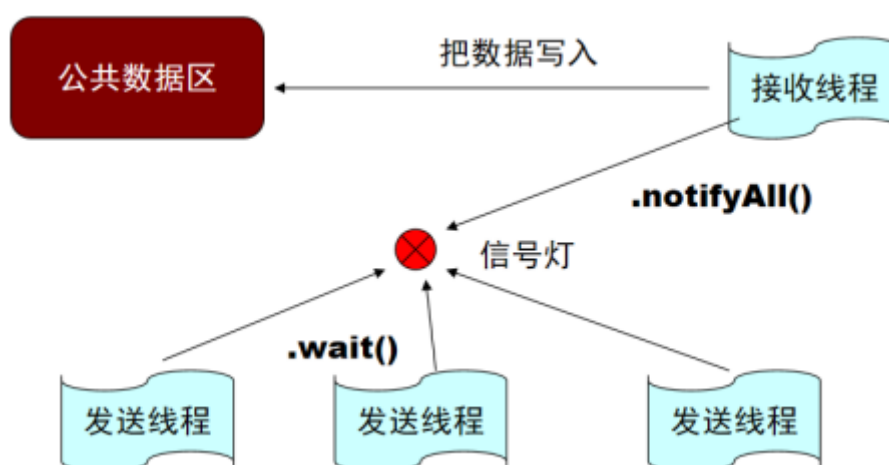 公共数据区
把数据写入
接收线程
.notifyAll()
信号灯
.wait()
发送线程
发送线程
发送线程